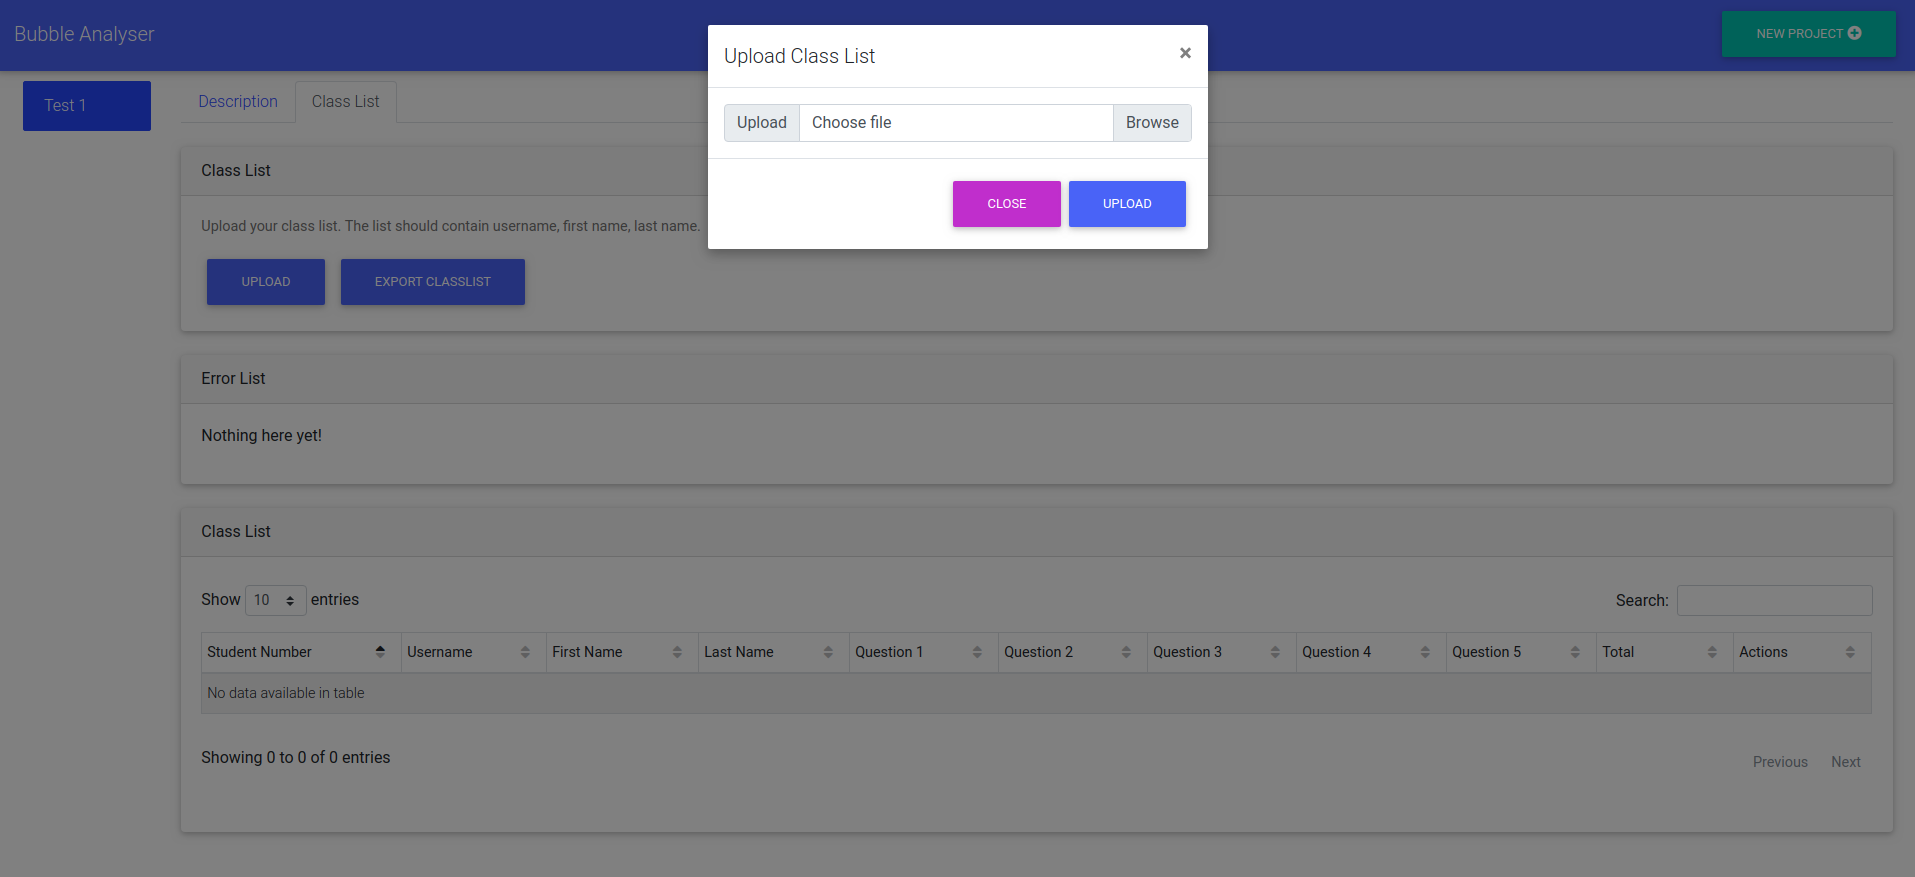 Bubble Analyser
NEW PROJECT
Upload Class List
×
Upload Choose file Browse
CLOSE UPLOAD
Test 1
Description Class List
Class List
Upload your class list. The list should contain username, first name, last name.
UPLOAD EXPORT CLASSLIST
Error List
Nothing here yet!
Class List
Show 10 entries Search:
Student Number Username First Name Last Name Question 1 Question 2 Question 3 Question 4 Question 5 Total Actions
No data available in table
Showing 0 to 0 of 0 entries
Previous Next